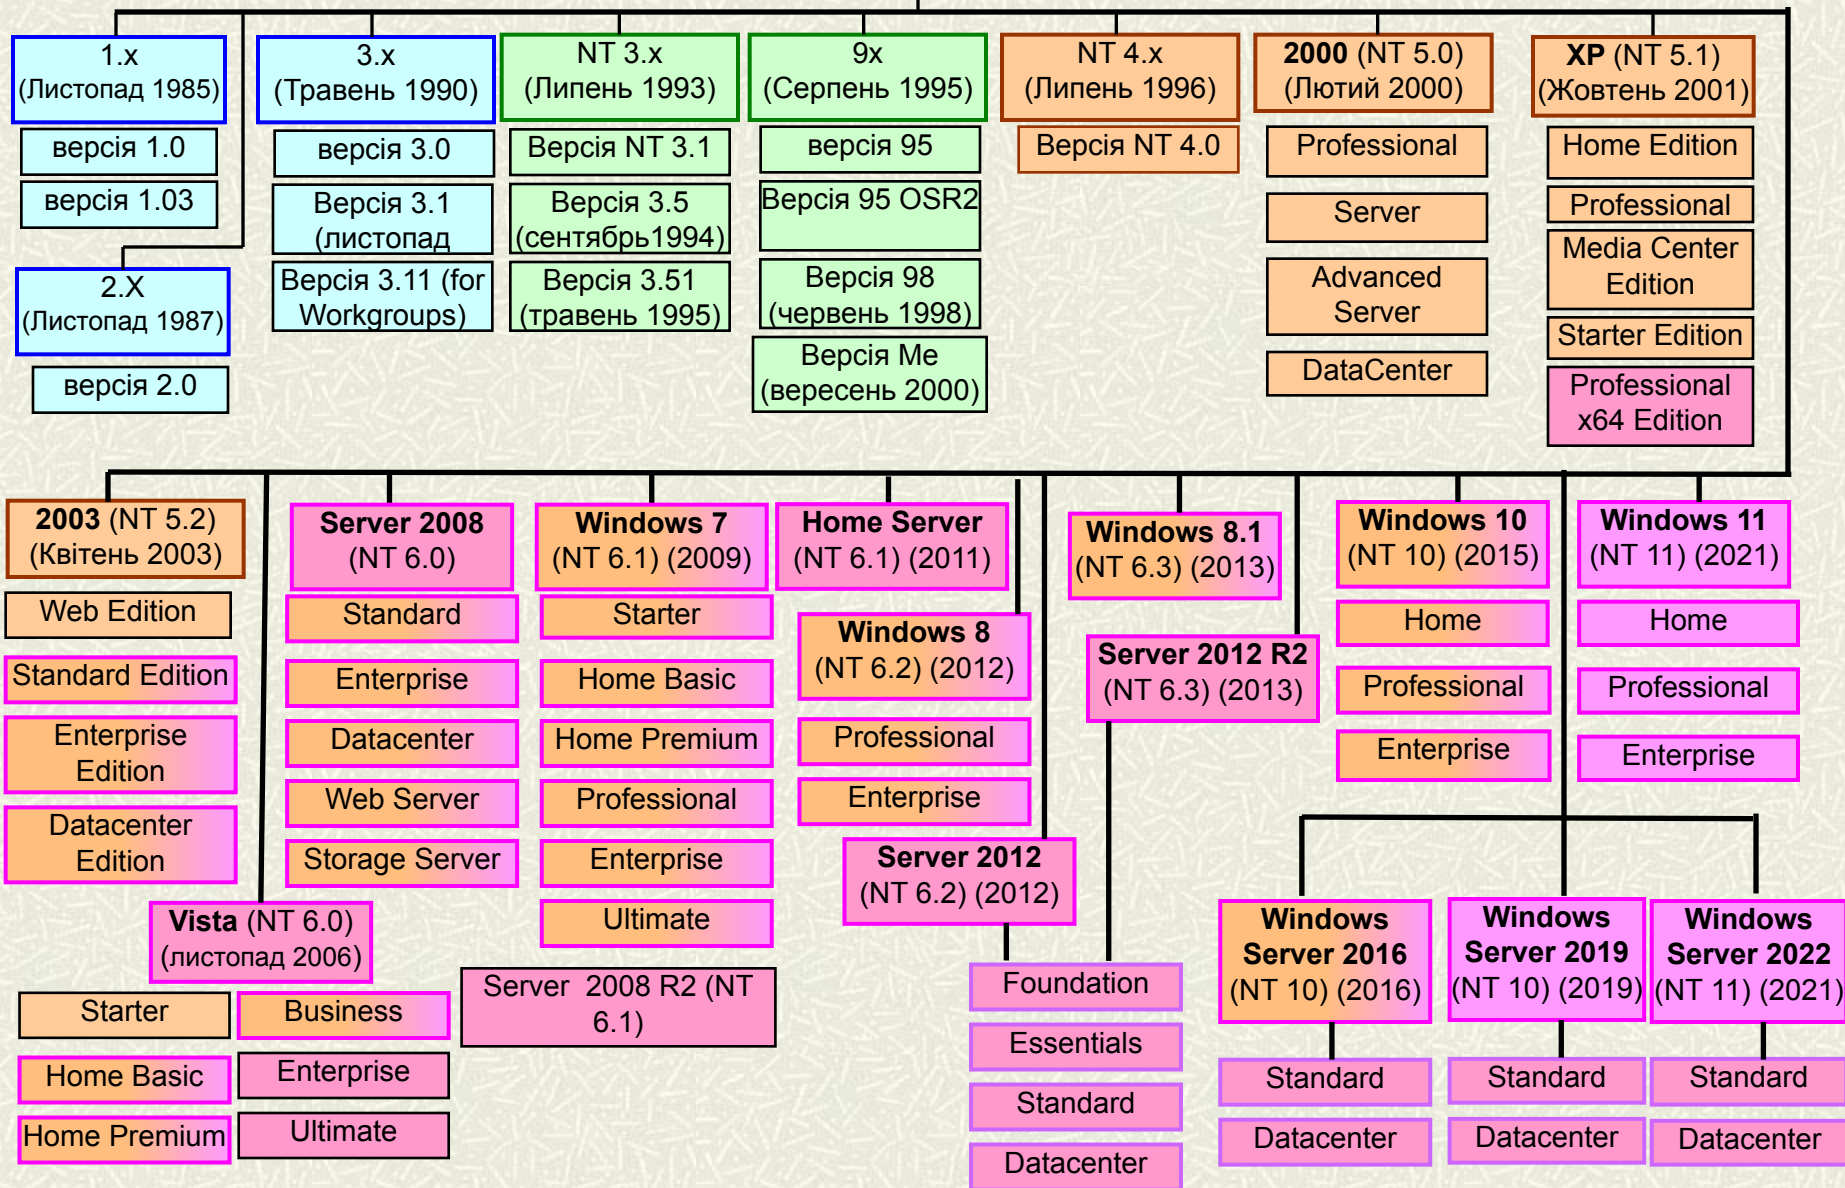 1.x
(Листопад 1985)
версія 1.0
версія 1.03
2.X
(Листопад 1987)
версія 2.0
3.x
(Травень 1990)
версія 3.0
Версія 3.1
(листопад
Версія 3.11 (for
Workgroups)
NT 3.x
(Липень 1993)
Версія NT 3.1
Версія 3.5
(сентябрь1994)
Версія 3.51
(травень 1995)
9x
(Серпень 1995)
версія 95
Версія 95 OSR2
Версія 98
(червень 1998)
Версія Me
(вересень 2000)
NT 4.x
(Липень 1996)
Версія NT 4.0
2000 (NT 5.0)
(Лютий 2000)
Professional
Server
Advanced
Server
DataCenter
XP (NT 5.1)
(Жовтень 2001)
Home Edition
Professional
Media Center
Edition
Starter Edition
Professional
x64 Edition
2003 (NT 5.2)
(Квітень 2003)
Web Edition
Standard Edition
Enterprise
Edition
Datacenter
Edition
Vista (NT 6.0)
(листопад 2006)
Starter
Home Basic
Home Premium
Business
Enterprise
Ultimate
Server 2008
(NT 6.0)
Standard
Enterprise
Datacenter
Web Server
Storage Server
Windows 7
(NT 6.1) (2009)
Starter
Home Basic
Home Premium
Professional
Enterprise
Ultimate
Server 2008 R2 (NT
6.1)
Home Server
(NT 6.1) (2011)
Windows 8
(NT 6.2) (2012)
Professional
Enterprise
Server 2012
(NT 6.2) (2012)
Windows 8.1
(NT 6.3) (2013)
Server 2012 R2
(NT 6.3) (2013)
Foundation
Essentials
Standard
Datacenter
Windows 10
(NT 10) (2015)
Home
Professional
Enterprise
Windows 11
(NT 11) (2021)
Home
Professional
Enterprise
Windows
Server 2016
(NT 10) (2016)
Standard
Datacenter
Windows
Server 2019
(NT 10) (2019)
Standard
Datacenter
Windows
Server 2022
(NT 11) (2021)
Standard
Datacenter